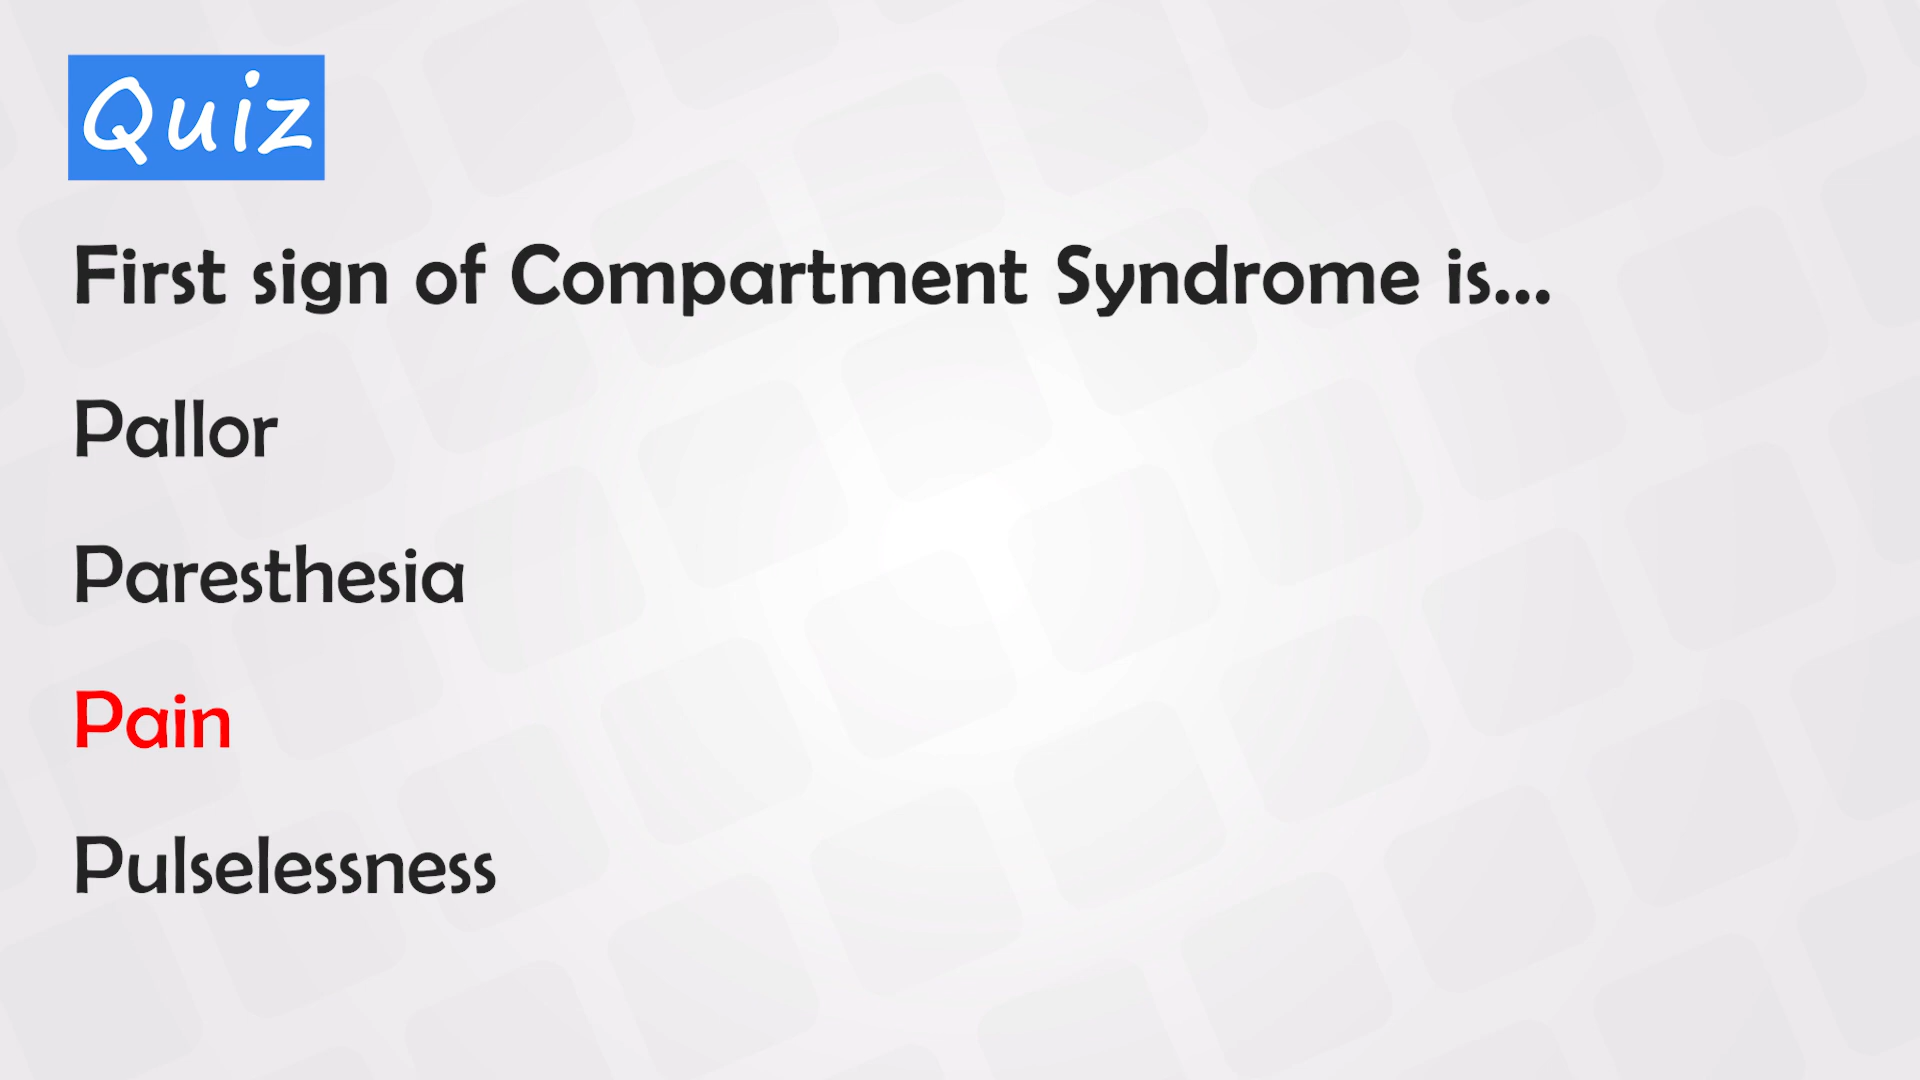 Quiz
First sign of Compartment Syndrome is...
Pallor
Paresthesia
Pain
Pulselessness